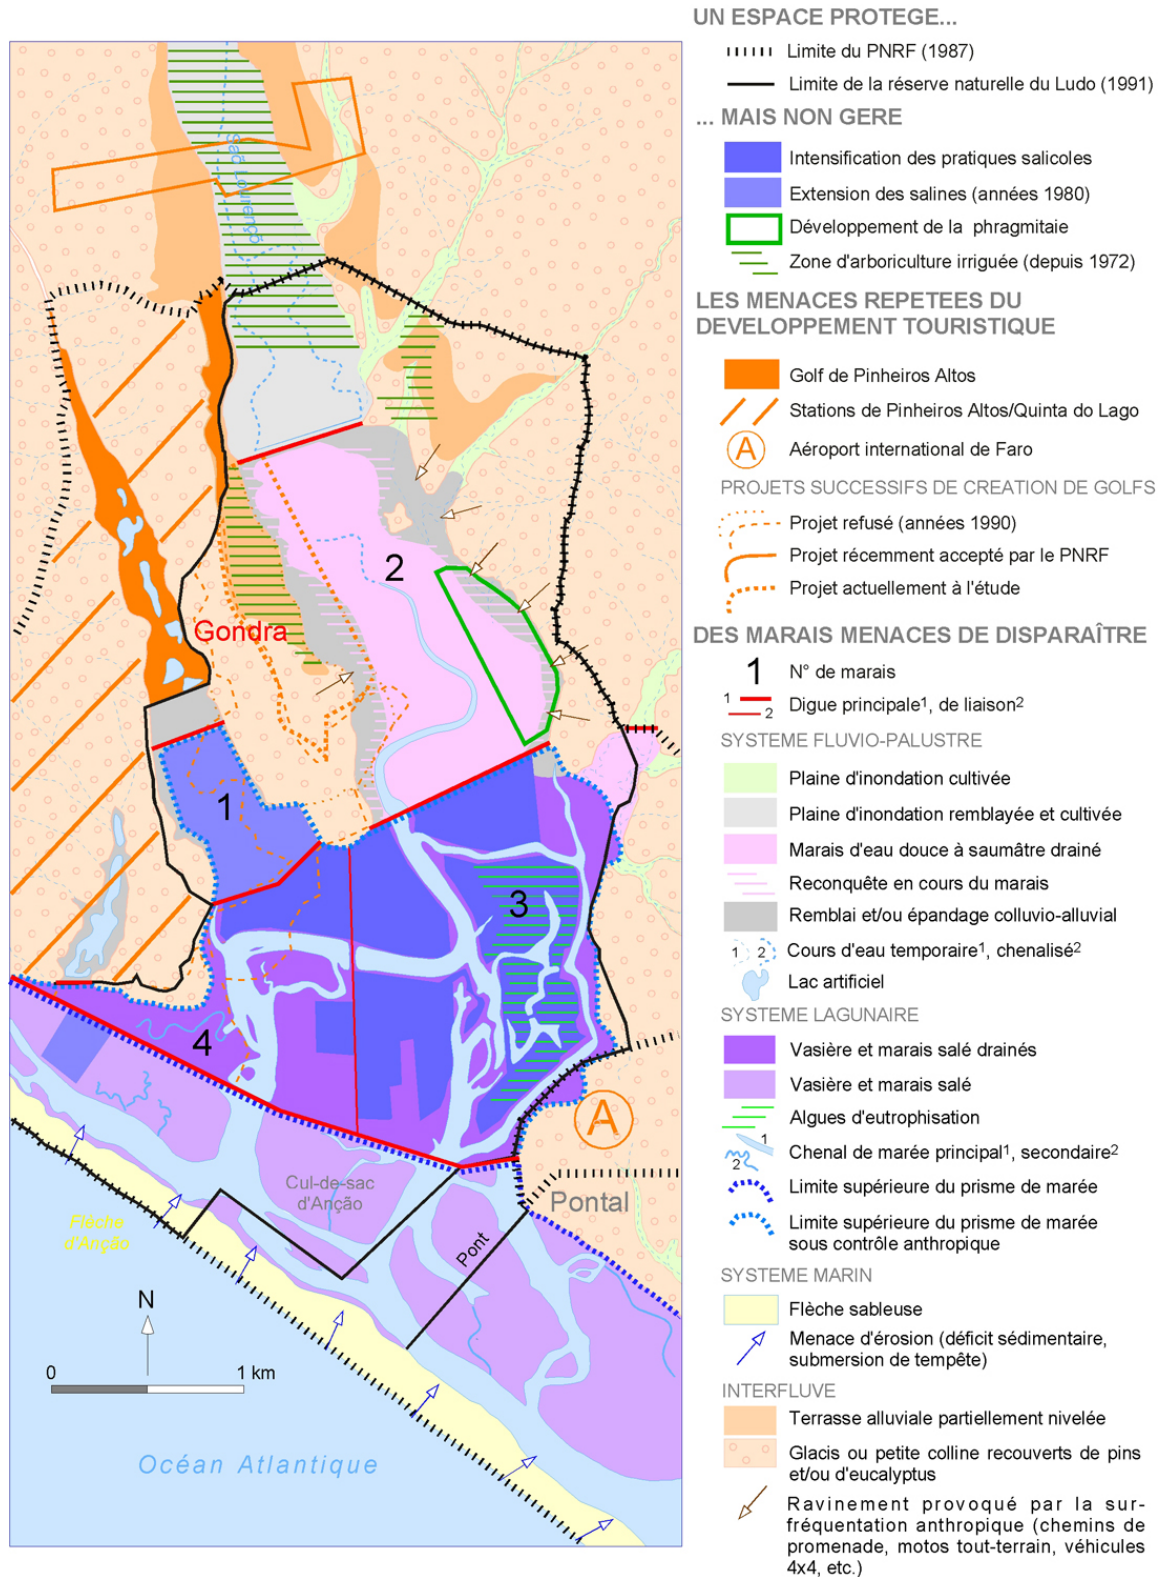 UN ESPACE PROTEGE...
Limite du PNRF (1987)
Limite de la réserve naturelle du Ludo (1991)
... MAIS NON GERE
Intensification des pratiques salicoles
Extension des salines (années 1980)
Développement de la phragmitaie
Zone d'arboriculture irriguée (depuis 1972)
LES MENACES REPETEES DU
DEVELOPPEMENT TOURISTIQUE
Golf de Pinheiros Altos
Stations de Pinheiros Altos/Quinta do Lago
A
Aéroport international de Faro
PROJETS SUCCESSIFS DE CREATION DE GOLFS
Projet refusé (années 1990)
Projet récemment accepté par le PNRF
Projet actuellement à l'étude
DES MARAIS MENACES DE DISPARAÎTRE
1 N° de marais
1 2 Digue principale¹, de liaison²
SYSTEME FLUVIO-PALUSTRE
Plaine d'inondation cultivée
Plaine d'inondation remblayée et cultivée
Marais d'eau douce à saumâtre drainé
Reconquête en cours du marais
Remblai et/ou épandage colluvio-alluvial
1 2 Cours d'eau temporaire¹, chenalisé²
Lac artificiel
SYSTEME LAGUNAIRE
Vasière et marais salé drainés
Vasière et marais salé
Algues d'eutrophisation
1 2 Chenal de marée principal¹, secondaire²
Limite supérieure du prisme de marée
Limite supérieure du prisme de marée
sous contrôle anthropique
SYSTEME MARIN
Flèche sableuse
Menace d'érosion (déficit sédimentaire,
submersion de tempête)
INTERFLUVE
Terrasse alluviale partiellement nivelée
Glacis ou petite colline recouverts de pins
et/ou d'eucalyptus
Ravinement provoqué par la sur-
fréquentation anthropique (chemins de
promenade, motos tout-terrain, véhicules
4x4, etc.)
Saõ Lourenço
2
Gondra
1
3
4
A
Cul-de-sac
d'Anção
Pontal
Pont
Flèche
d'Anção
N
0 1 km
Océan Atlantique